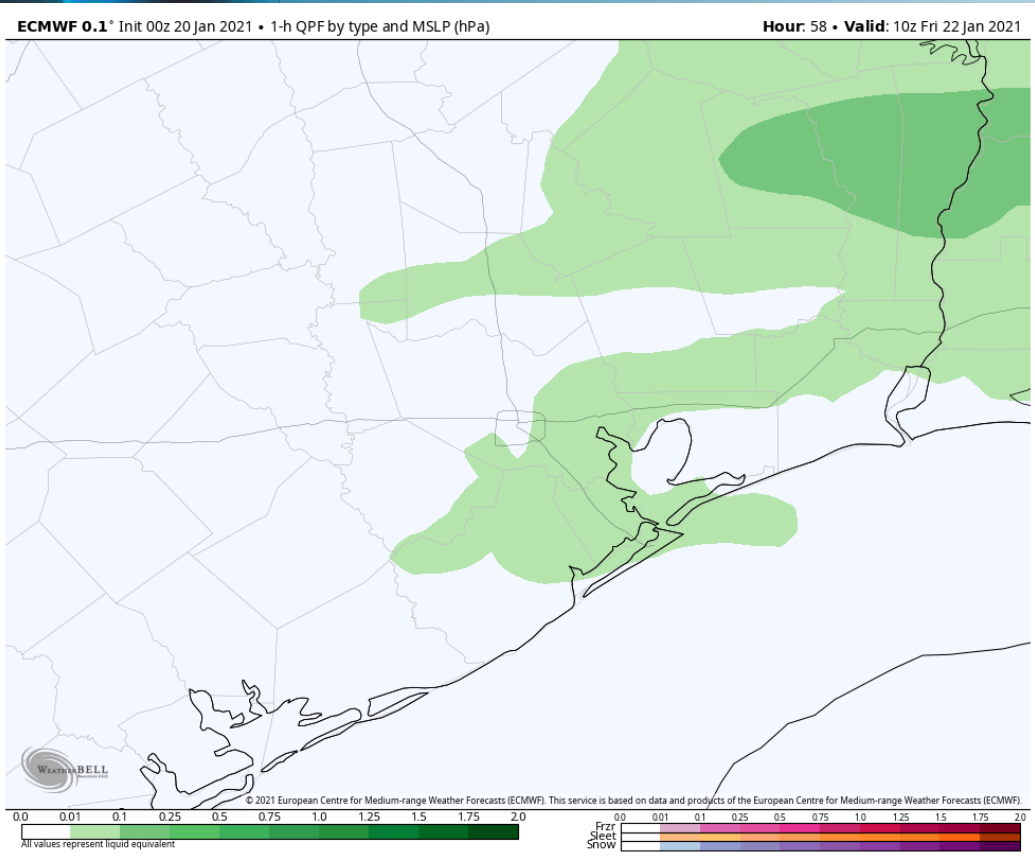 ECMWF 0.1° Init 00z 20 Jan 2021 • 1-h QPF by type and MSLP (hPa)
Hour: 58 • Valid: 10z Fri 22 Jan 2021
WEATHERBELL
© 2021 European Centre for Medium-range Weather Forecasts (ECMWF). This service is based on data and products of the European Centre for Medium-range Weather Forecasts (ECMWF).
0.0 0.01 0.1 0.25 0.5 0.75 1.0 1.25 1.5 1.75 2.0
All values represent liquid equivalent
0.0 0.01 0.1 0.25 0.5 0.75 1.0 1.25 1.5 2.0
Frzr
Sleet
Snow